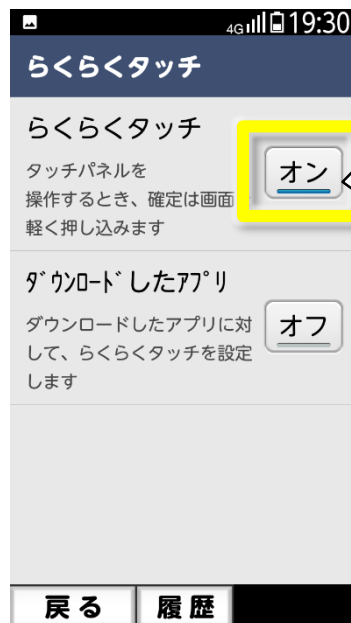 4G 19:30
らくらくタッチ
らくらくタッチ
オン
タッチパネルを
操作するとき、確定は画面
軽く押し込みます
ﾀﾞｳﾝﾛｰﾄﾞしたｱﾌﾟﾘ
オフ
ダウンロードしたアプリに対
して、らくらくタッチを設定
します
戻る 履歴